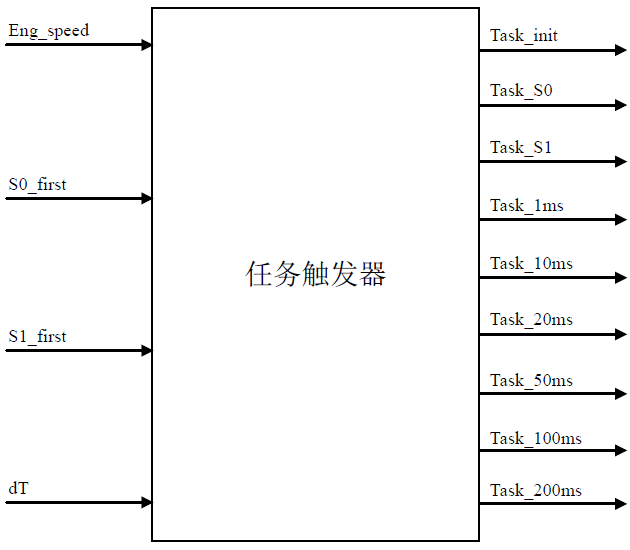 Eng_speed
S0_first
S1_first
dT
任务触发器
Task_init
Task_S0
Task_S1
Task_1ms
Task_10ms
Task_20ms
Task_50ms
Task_100ms
Task_200ms